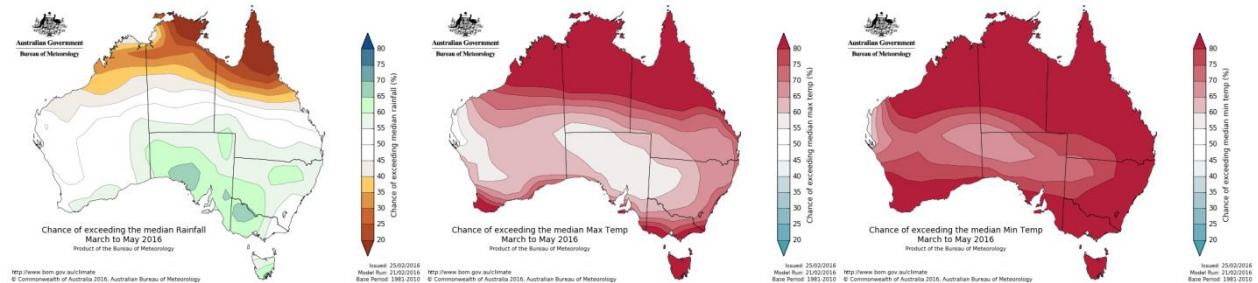 Australian Government
Bureau of Meteorology
80
75
70
65
60
55
50
45
40
35
30
25
20
Chance of exceeding median rainfall (%)
Chance of exceeding the median Rainfall
March to May 2016
Product of the Bureau of Meteorology
Issued: 25/02/2016
Model Run: 21/02/2016
Base Period: 1981-2010
http://www.bom.gov.au/climate
© Commonwealth of Australia 2016, Australian Bureau of Meteorology
Australian Government
Bureau of Meteorology
80
75
70
65
60
55
50
45
40
35
30
25
20
Chance of exceeding median max temp (%)
Chance of exceeding the median Max Temp
March to May 2016
Product of the Bureau of Meteorology
Issued: 25/02/2016
Model Run: 21/02/2016
Base Period: 1981-2010
http://www.bom.gov.au/climate
© Commonwealth of Australia 2016, Australian Bureau of Meteorology
Australian Government
Bureau of Meteorology
80
75
70
65
60
55
50
45
40
35
30
25
20
Chance of exceeding median min temp (%)
Chance of exceeding the median Min Temp
March to May 2016
Product of the Bureau of Meteorology
Issued: 25/02/2016
Model Run: 21/02/2016
Base Period: 1981-2010
http://www.bom.gov.au/climate
© Commonwealth of Australia 2016, Australian Bureau of Meteorology